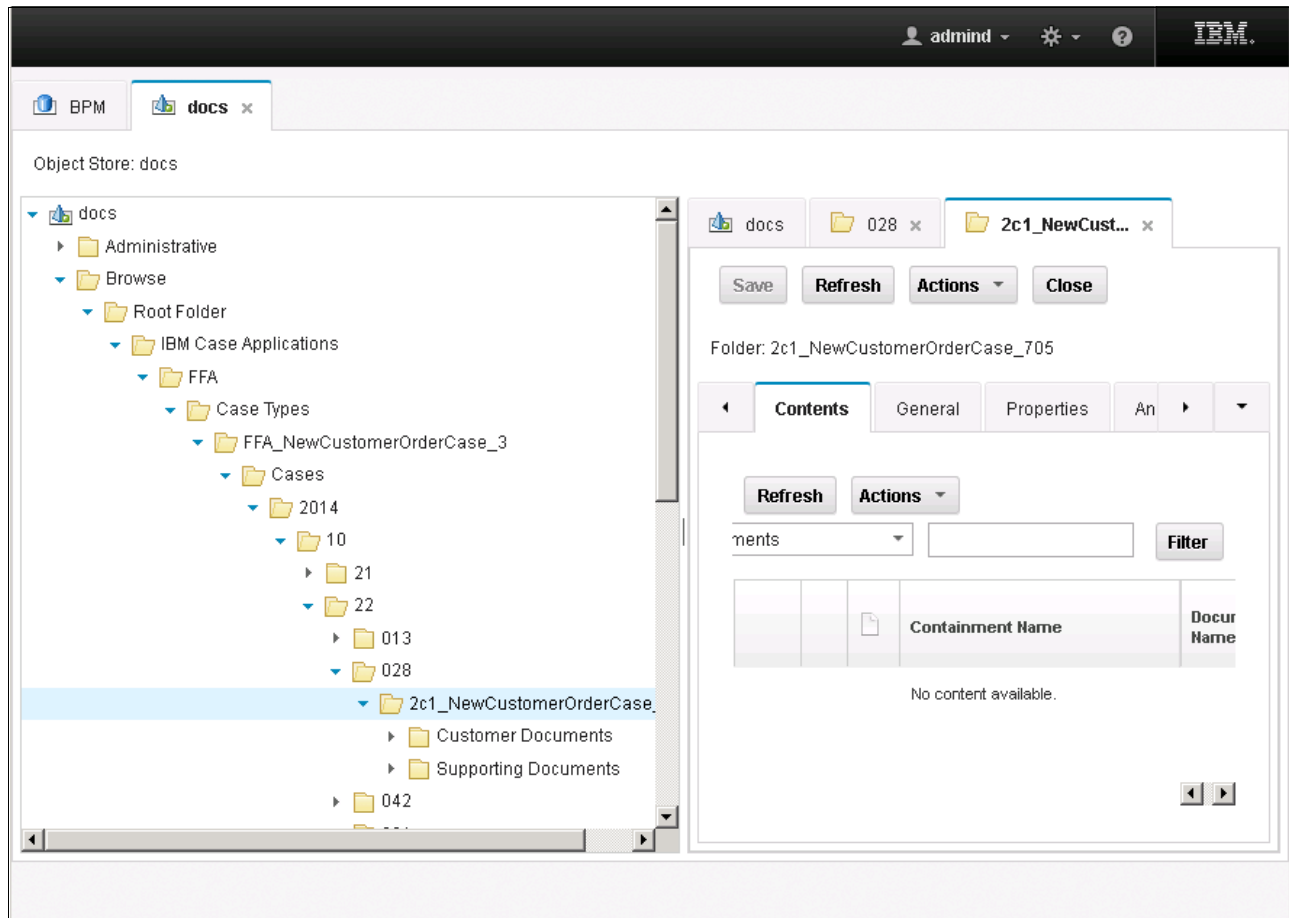 admind
IBM.
BPM
docs
Object Store: docs
docs
Administrative
Browse
Root Folder
IBM Case Applications
FFA
Case Types
FFA_NewCustomerOrderCase_3
Cases
2014
10
21
22
013
028
2c1_NewCustomerOrderCase_
Customer Documents
Supporting Documents
042
docs
028
2c1_NewCust...
Save Refresh Actions Close
Folder: 2c1_NewCustomerOrderCase_705
Contents General Properties An
Refresh Actions
ments
Filter
Containment Name
Docur
Name
No content available.